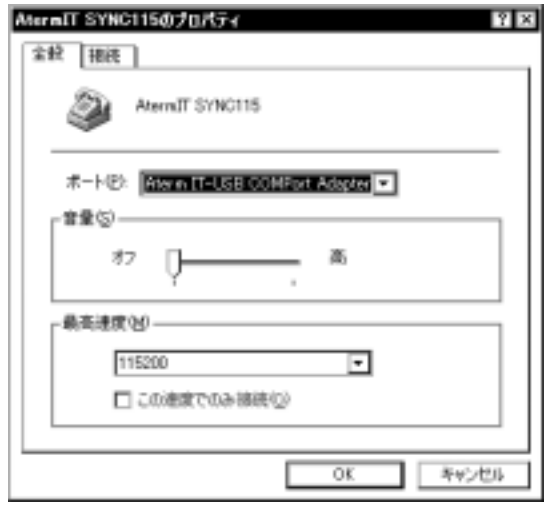 AtermIT SYNC115のプロパティ
全般 接続
AtermIT SYNC115
ポート(P): Aterm IT-USB COMPort Adapter
音量(S)
オフ 高
最高速度(M)
115200
この速度でのみ接続(O)
OK キャンセル